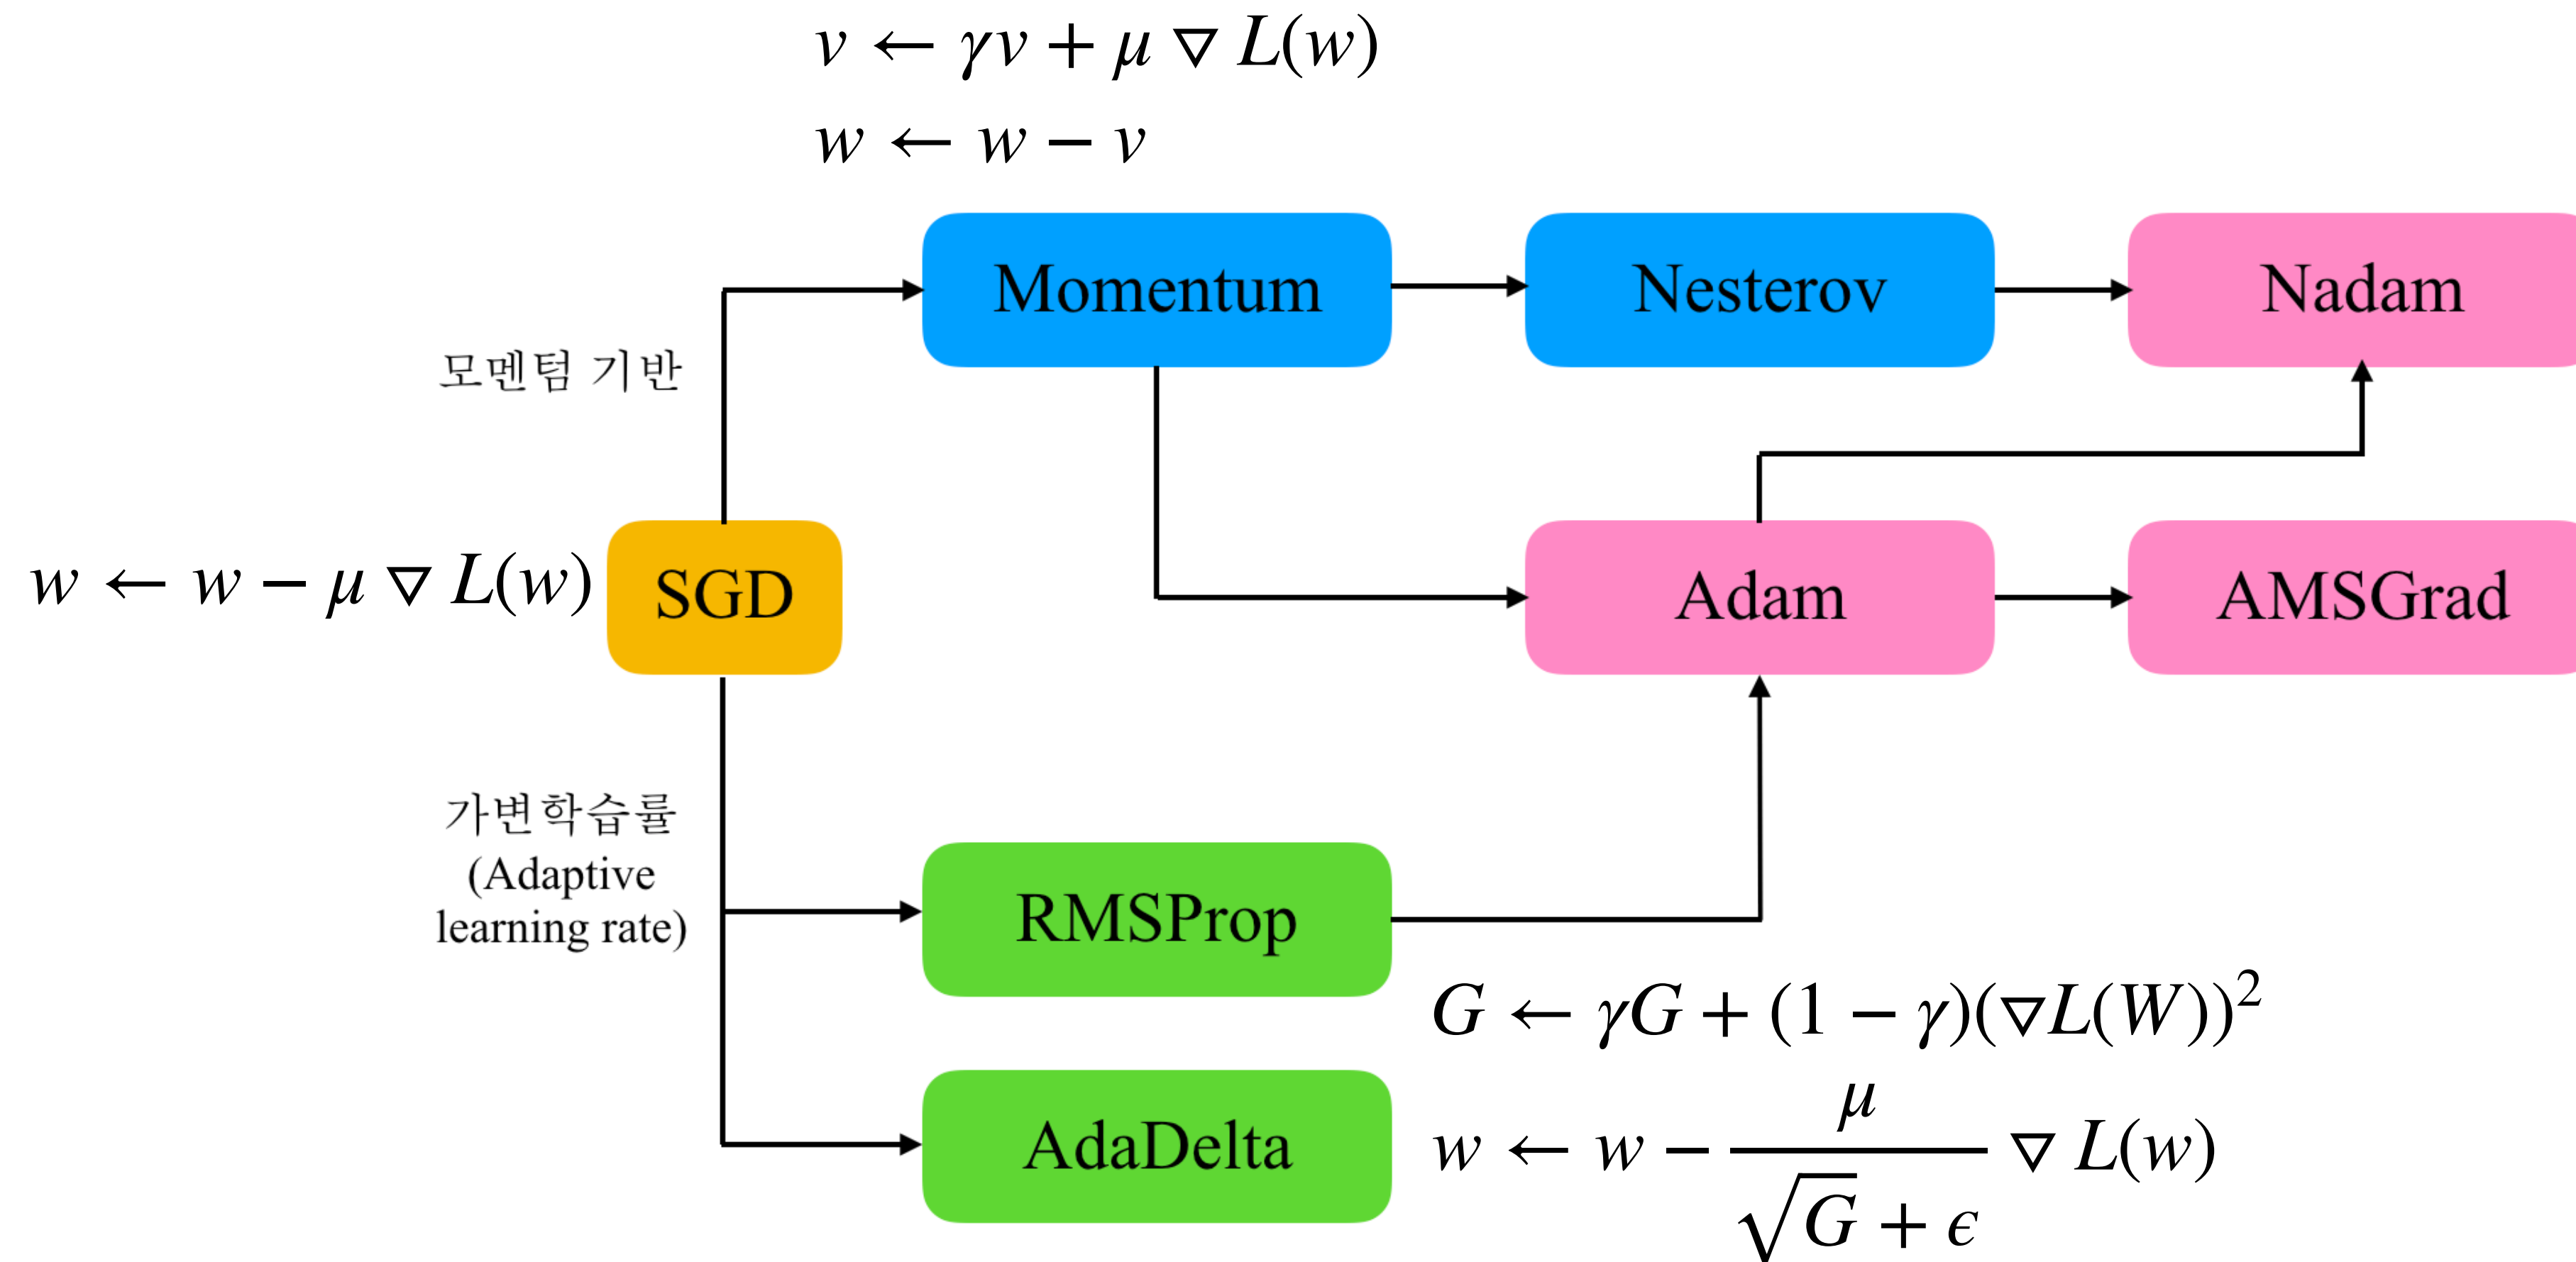 v ← γv + μ ▽ L(w)
w ← w − v
Momentum
Nesterov
Nadam
모멘텀 기반
w ← w − μ ▽ L(w)
SGD
Adam
AMSGrad
가변학습률
(Adaptive
learning rate)
RMSProp
G ← γG + (1 − γ)(▽L(W))²
AdaDelta
w ← w − μ / (√G + ϵ) ▽ L(w)